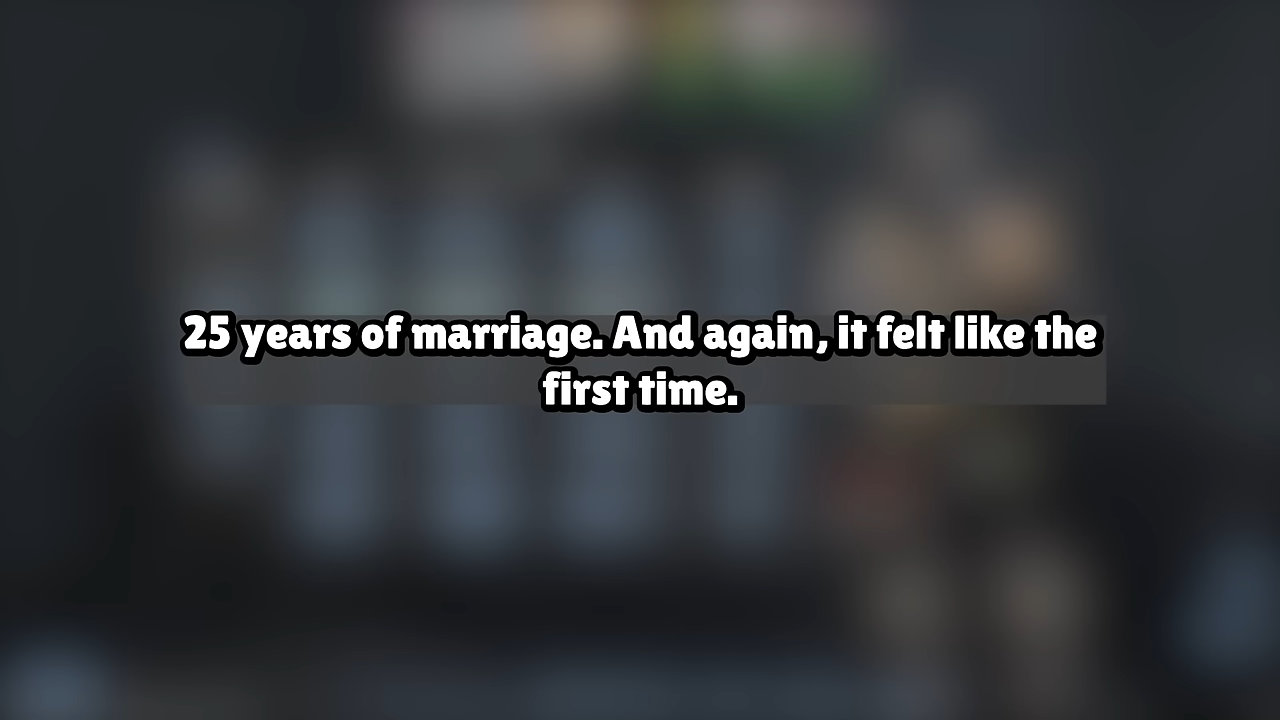 25 years of marriage. And again, it felt like the
first time.